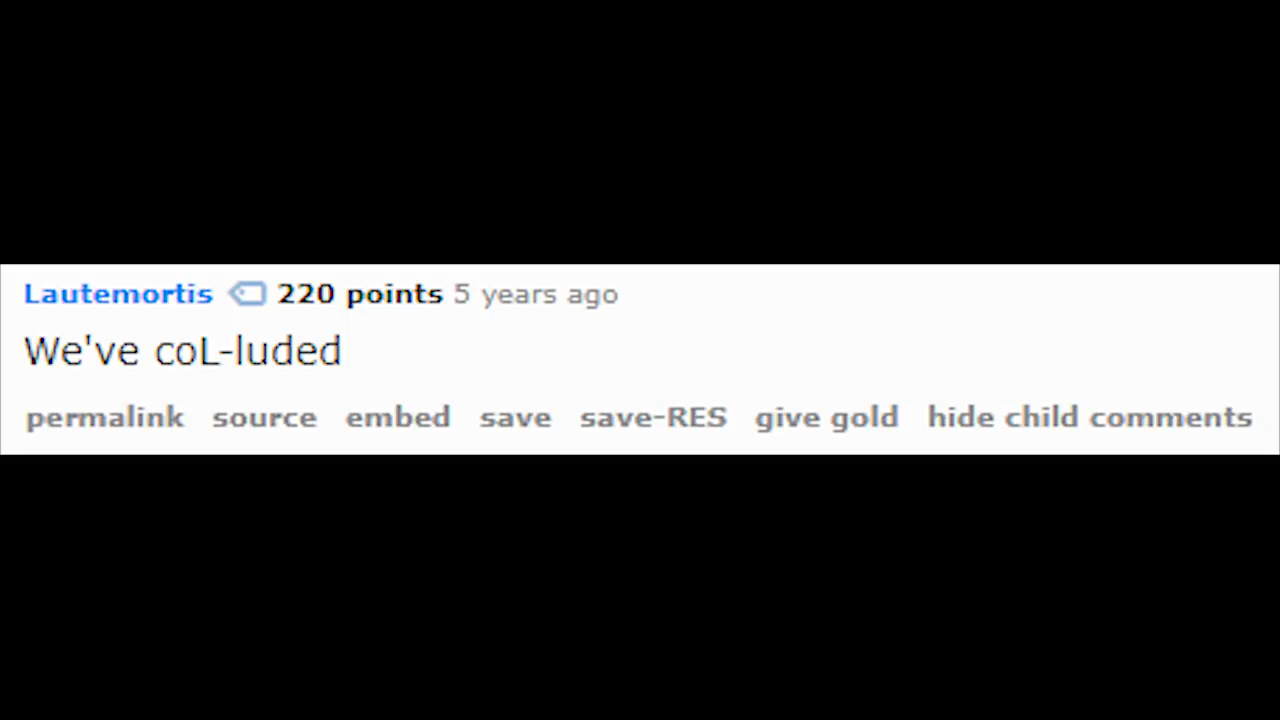 Lautemortis 220 points 5 years ago
We've coL-luded
permalink source embed save save-RES give gold hide child comments